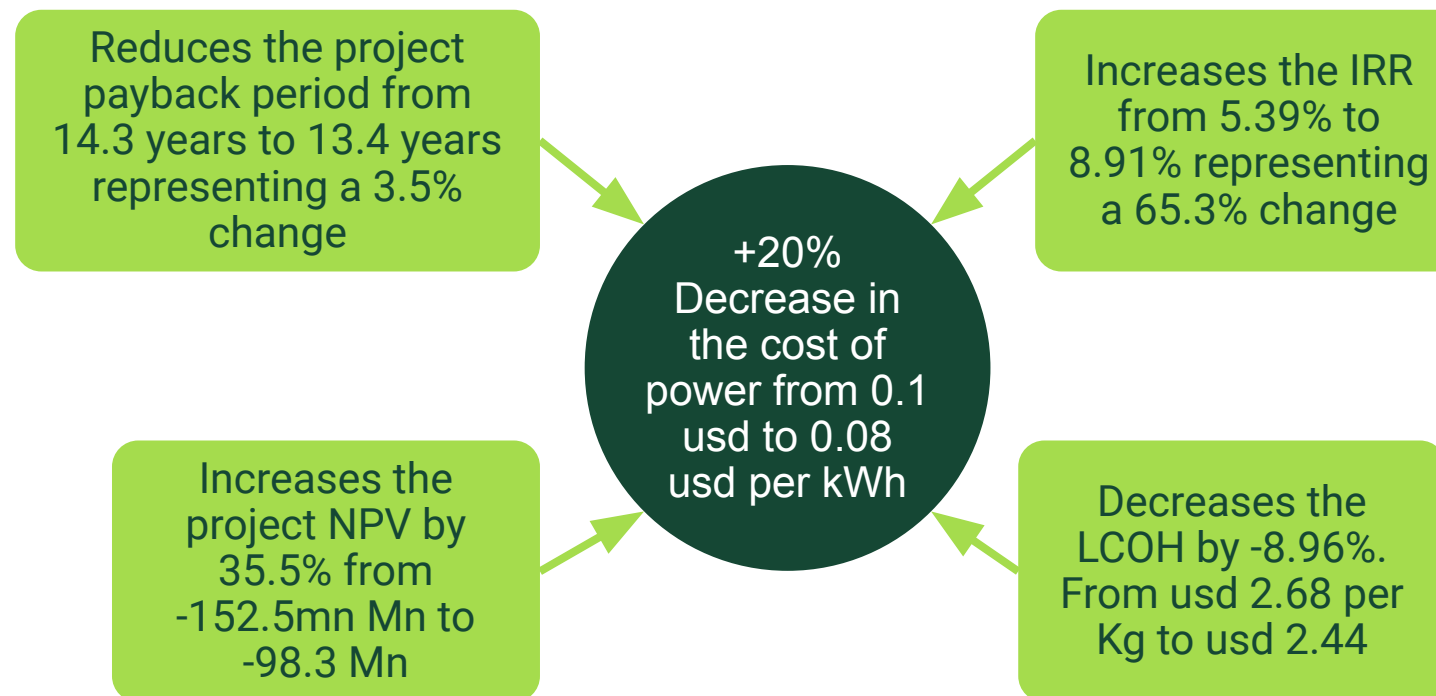 Reduces the project
payback period from
14.3 years to 13.4 years
representing a 3.5%
change
Increases the IRR
from 5.39% to
8.91% representing
a 65.3% change
+20%
Decrease in
the cost of
power from 0.1
usd to 0.08
usd per kWh
Increases the
project NPV by
35.5% from
-152.5mn Mn to
-98.3 Mn
Decreases the
LCOH by -8.96%.
From usd 2.68 per
Kg to usd 2.44